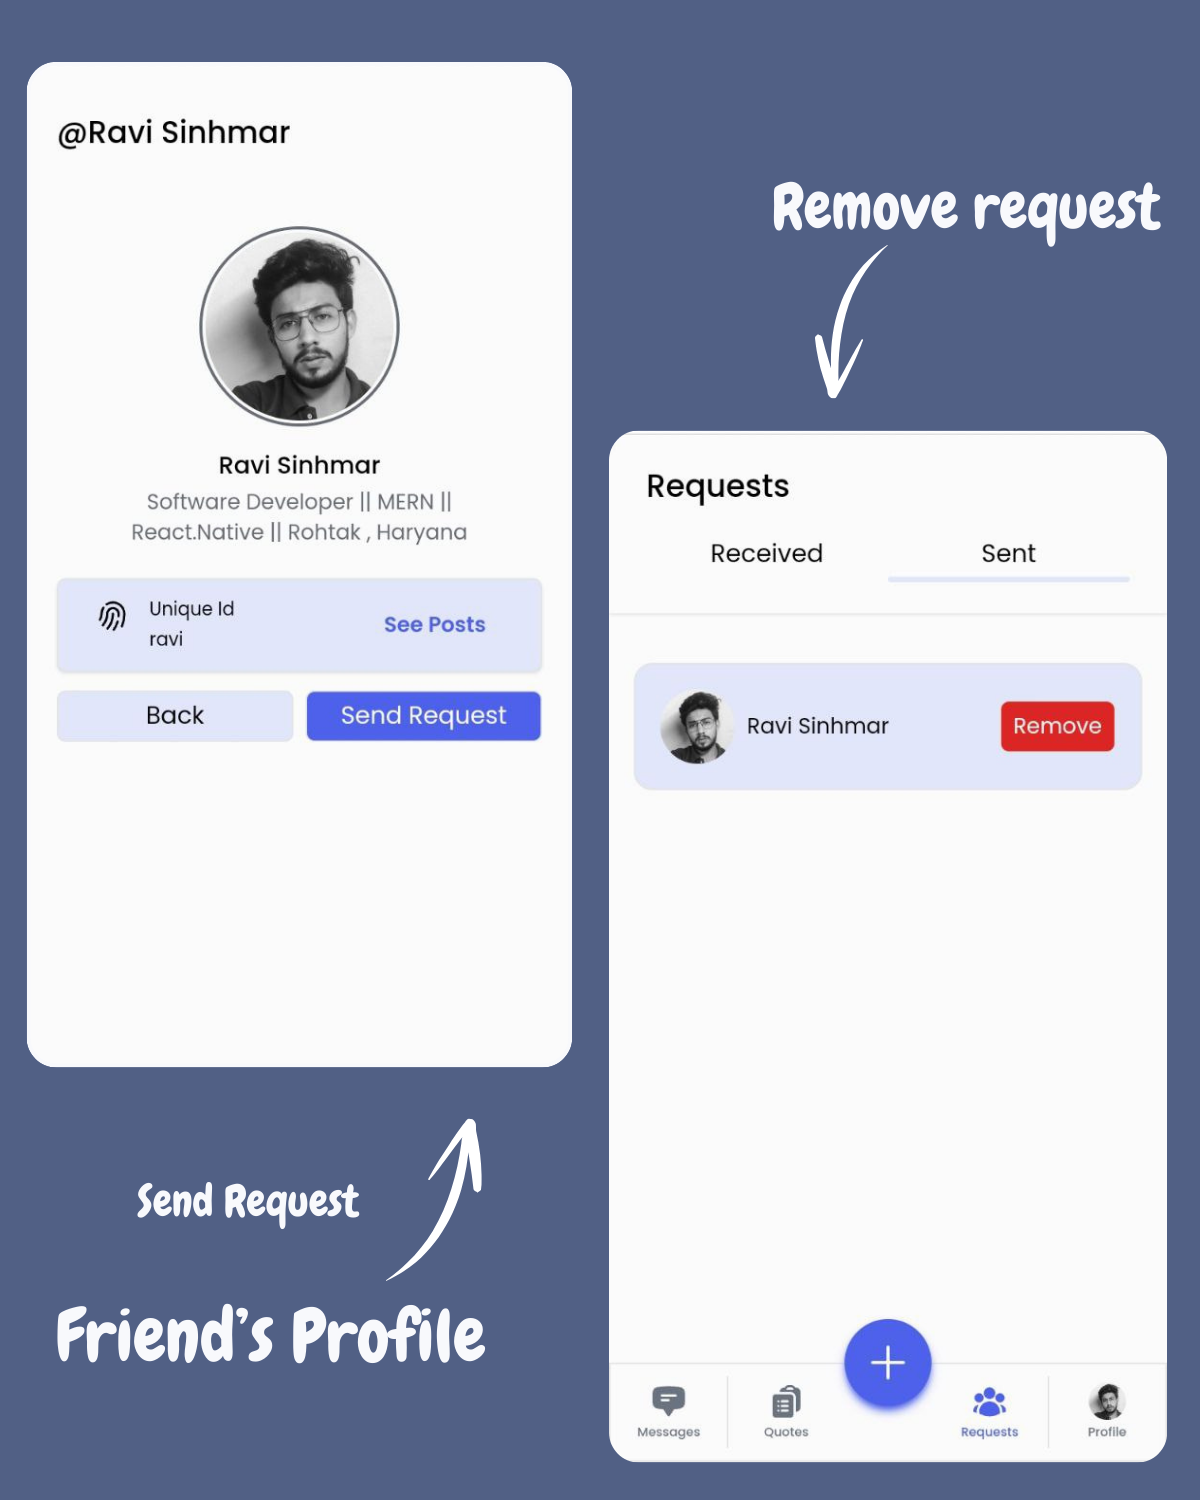 @Ravi Sinhmar
Ravi Sinhmar
Software Developer || MERN ||
React.Native || Rohtak , Haryana
Unique Id
ravi
See Posts
Back
Send Request
Send Request
Friend's Profile
Remove request
Requests
Received
Sent
Ravi Sinhmar
Remove
Messages
Quotes
Requests
Profile